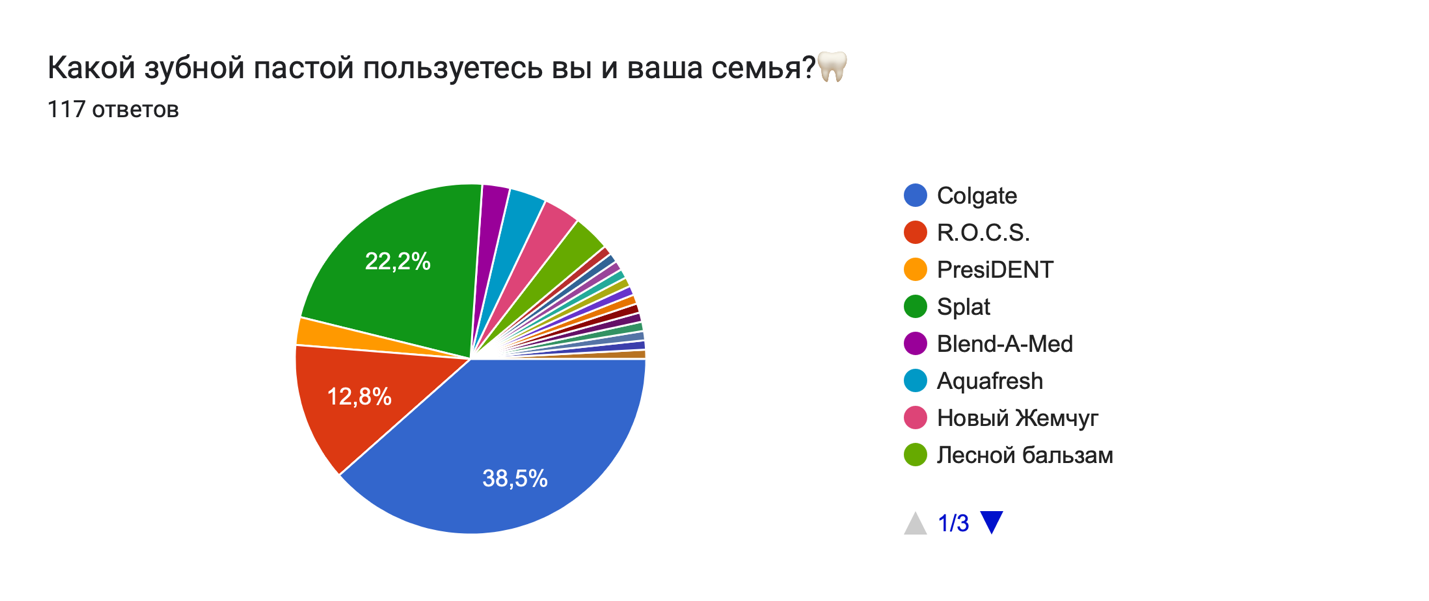 Какой зубной пастой пользуетесь вы и ваша семья?🦷
117 ответов
22,2%
12,8%
38,5%
Colgate
R.O.C.S.
PresiDENT
Splat
Blend-A-Med
Aquafresh
Новый Жемчуг
Лесной бальзам
1/3